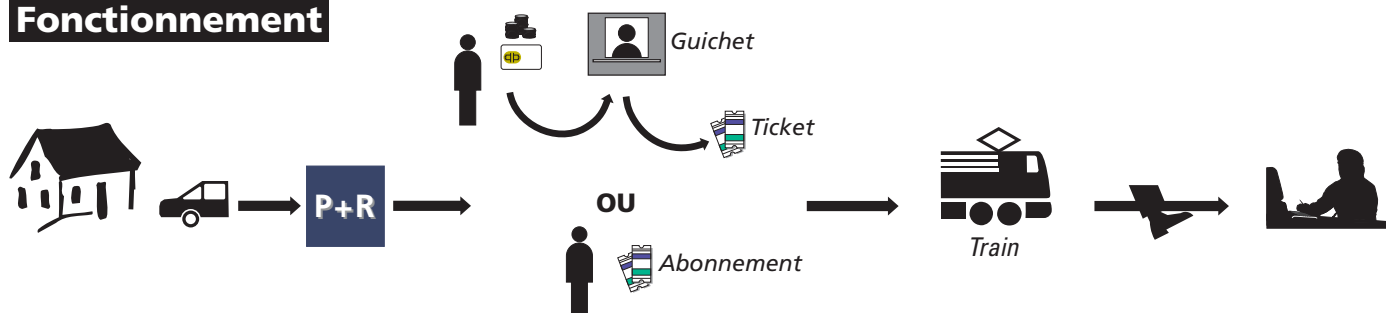 Fonctionnement
Guichet
Ticket
P+R
OU
Abonnement
Train